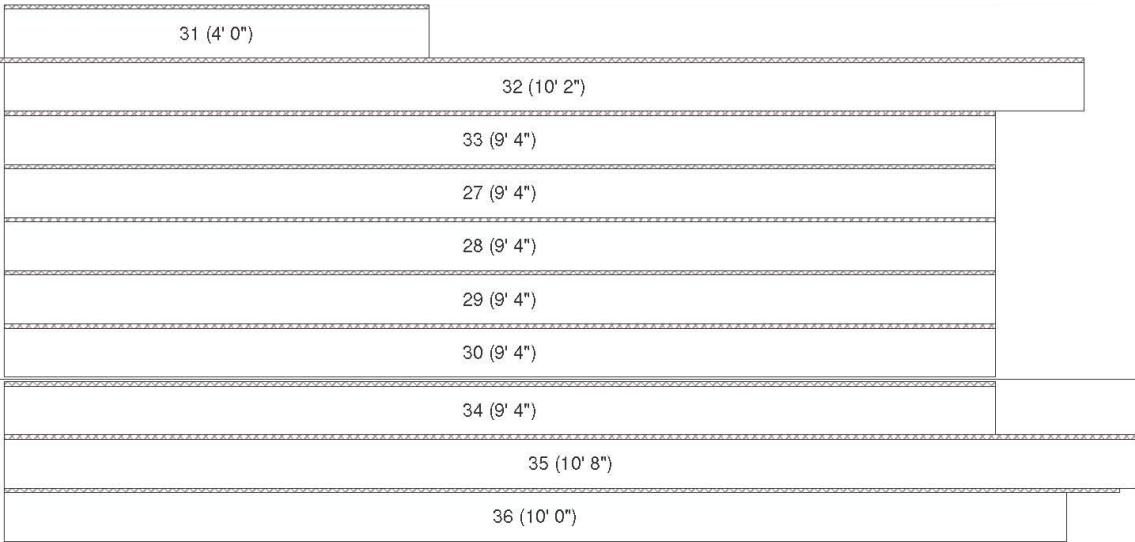 31 (4' 0")
32 (10' 2")
33 (9' 4")
27 (9' 4")
28 (9' 4")
29 (9' 4")
30 (9' 4")
34 (9' 4")
35 (10' 8")
36 (10' 0")